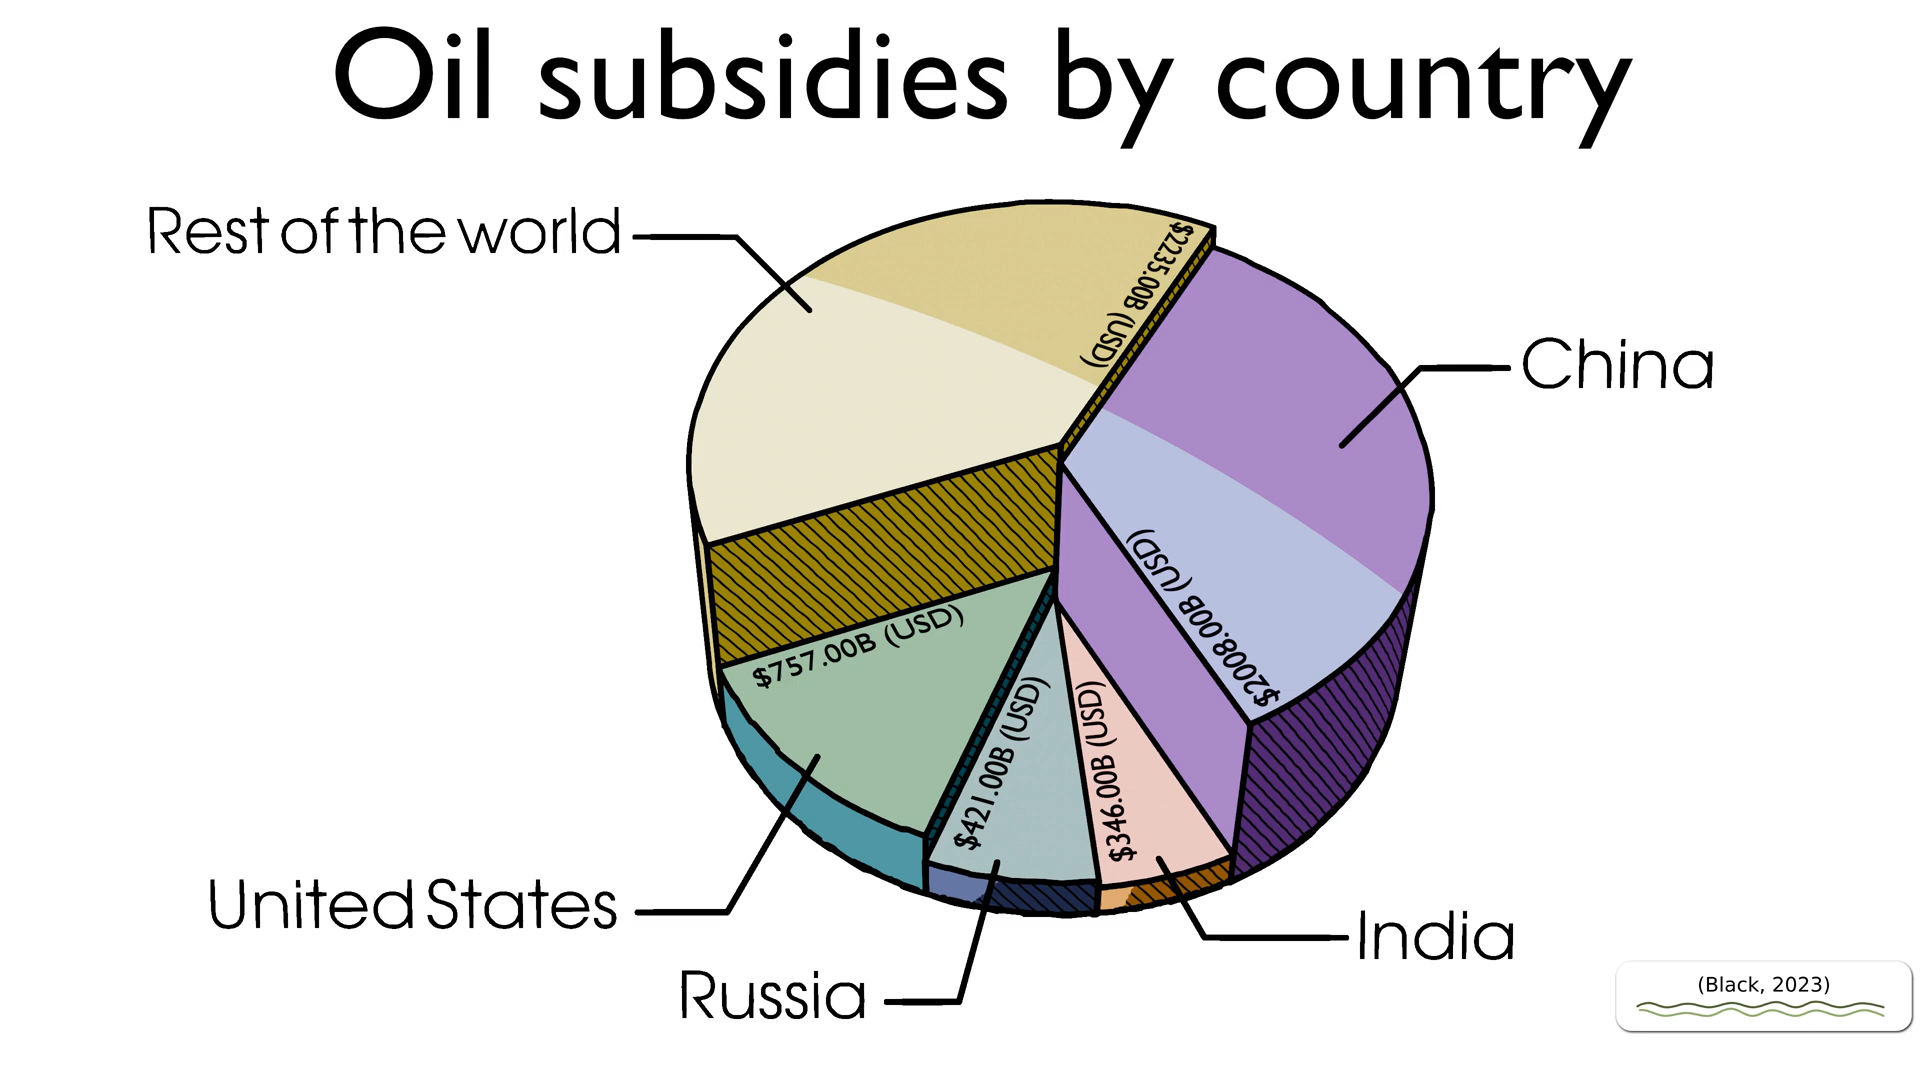 Oil subsidies by country
Rest of the world
$2235.00B (USD)
China
$2008.00B (USD)
$757.00B (USD)
$421.00B (USD)
$346.00B (USD)
United States
India
Russia
(Black, 2023)